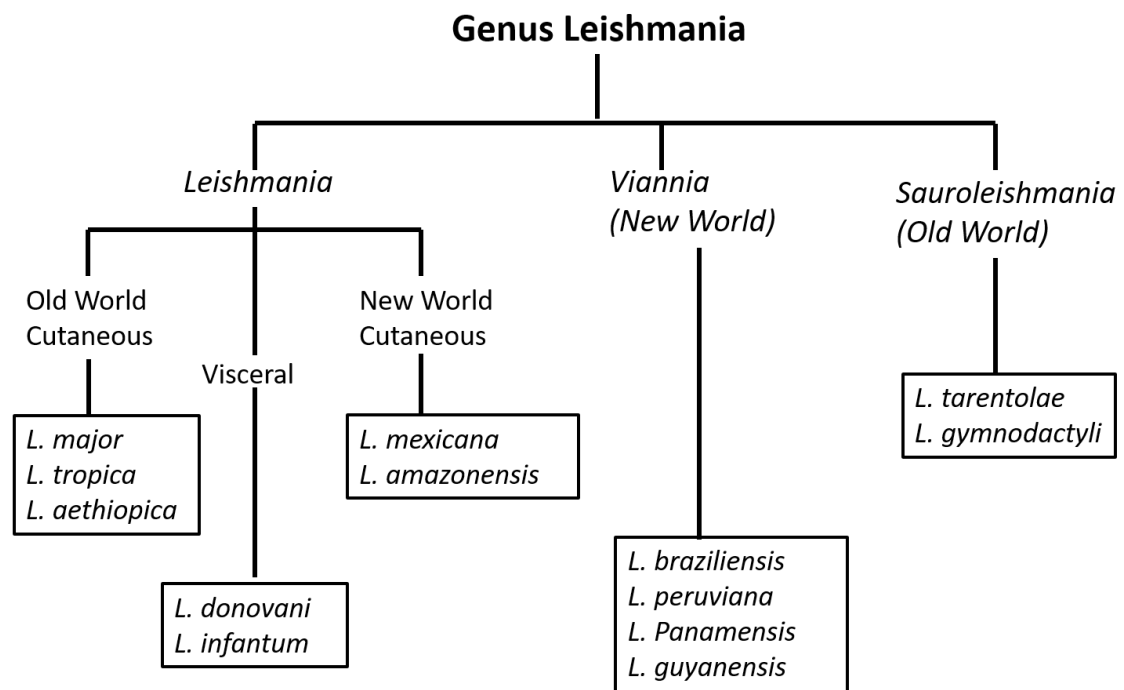 Genus Leishmania
Leishmania
Viannia
(New World)
Sauroleishmania
(Old World)
Old World
Cutaneous
Visceral
New World
Cutaneous
L. major
L. tropica
L. aethiopica
L. donovani
L. infantum
L. mexicana
L. amazonensis
L. braziliensis
L. peruviana
L. Panamensis
L. guyanensis
L. tarentolae
L. gymnodactyli